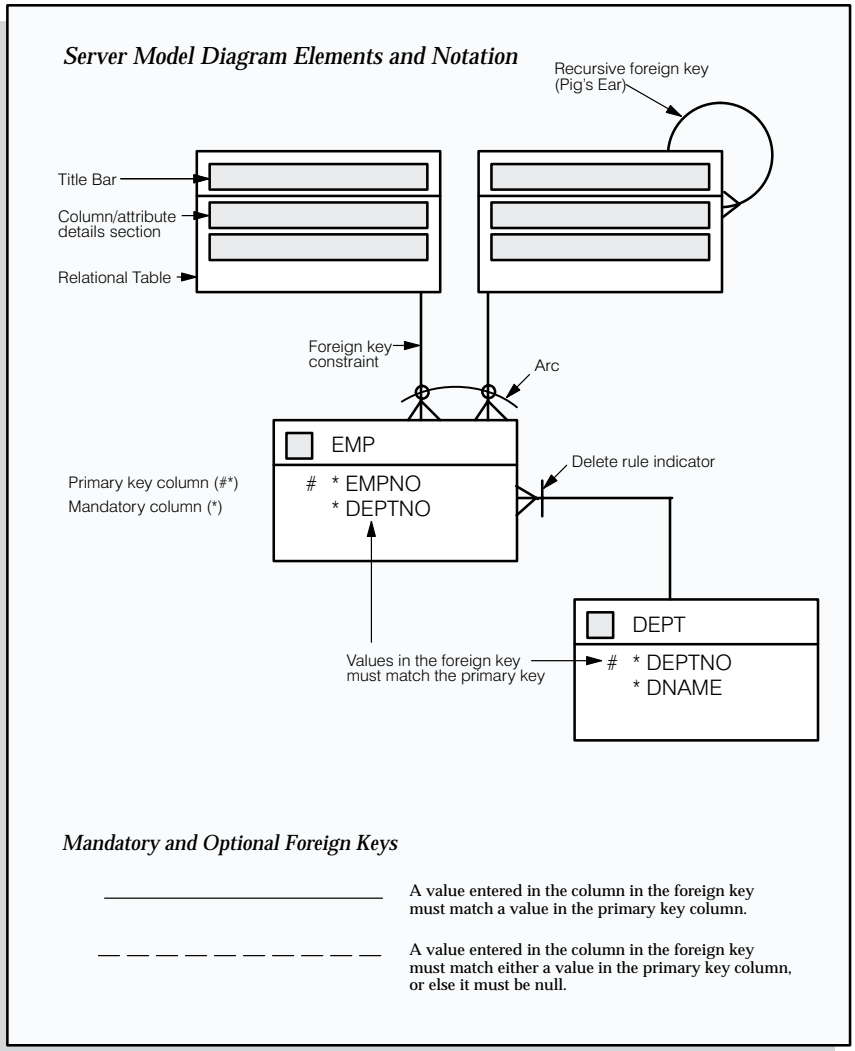 Server Model Diagram Elements and Notation
Recursive foreign key
(Pig's Ear)
Title Bar
Column/attribute
details section
Relational Table
Foreign key
constraint
Arc
EMP
Delete rule indicator
Primary key column (#*)
# * EMPNO
Mandatory column (*)
* DEPTNO
DEPT
Values in the foreign key
must match the primary key
# * DEPTNO
* DNAME
Mandatory and Optional Foreign Keys
A value entered in the column in the foreign key
must match a value in the primary key column.
A value entered in the column in the foreign key
must match either a value in the primary key column,
or else it must be null.